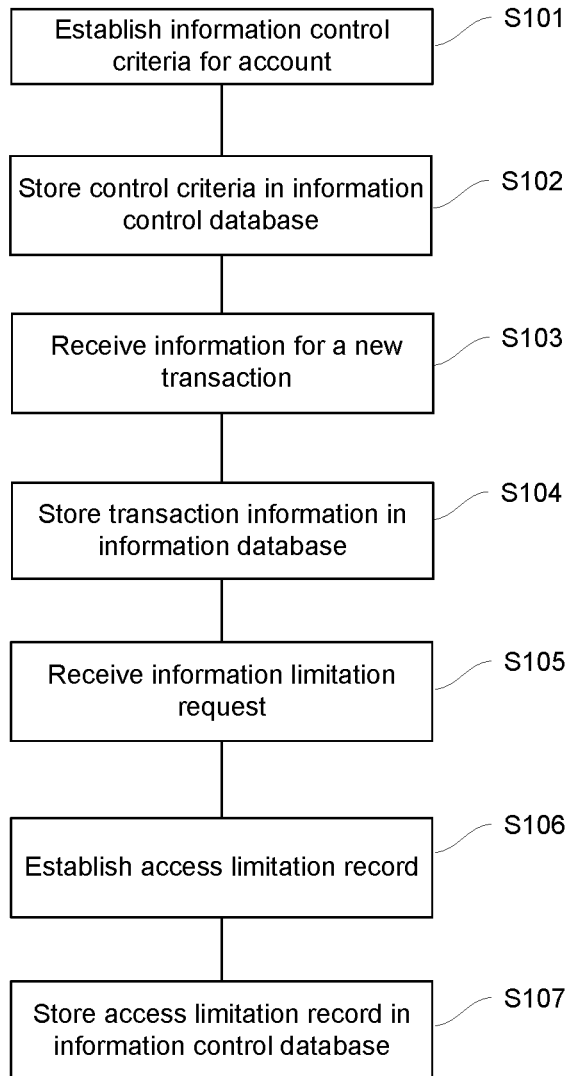 Establish information control
criteria for account
S101
Store control criteria in information
control database
S102
Receive information for a new
transaction
S103
Store transaction information in
information database
S104
Receive information limitation
request
S105
Establish access limitation record
S106
Store access limitation record in
information control database
S107